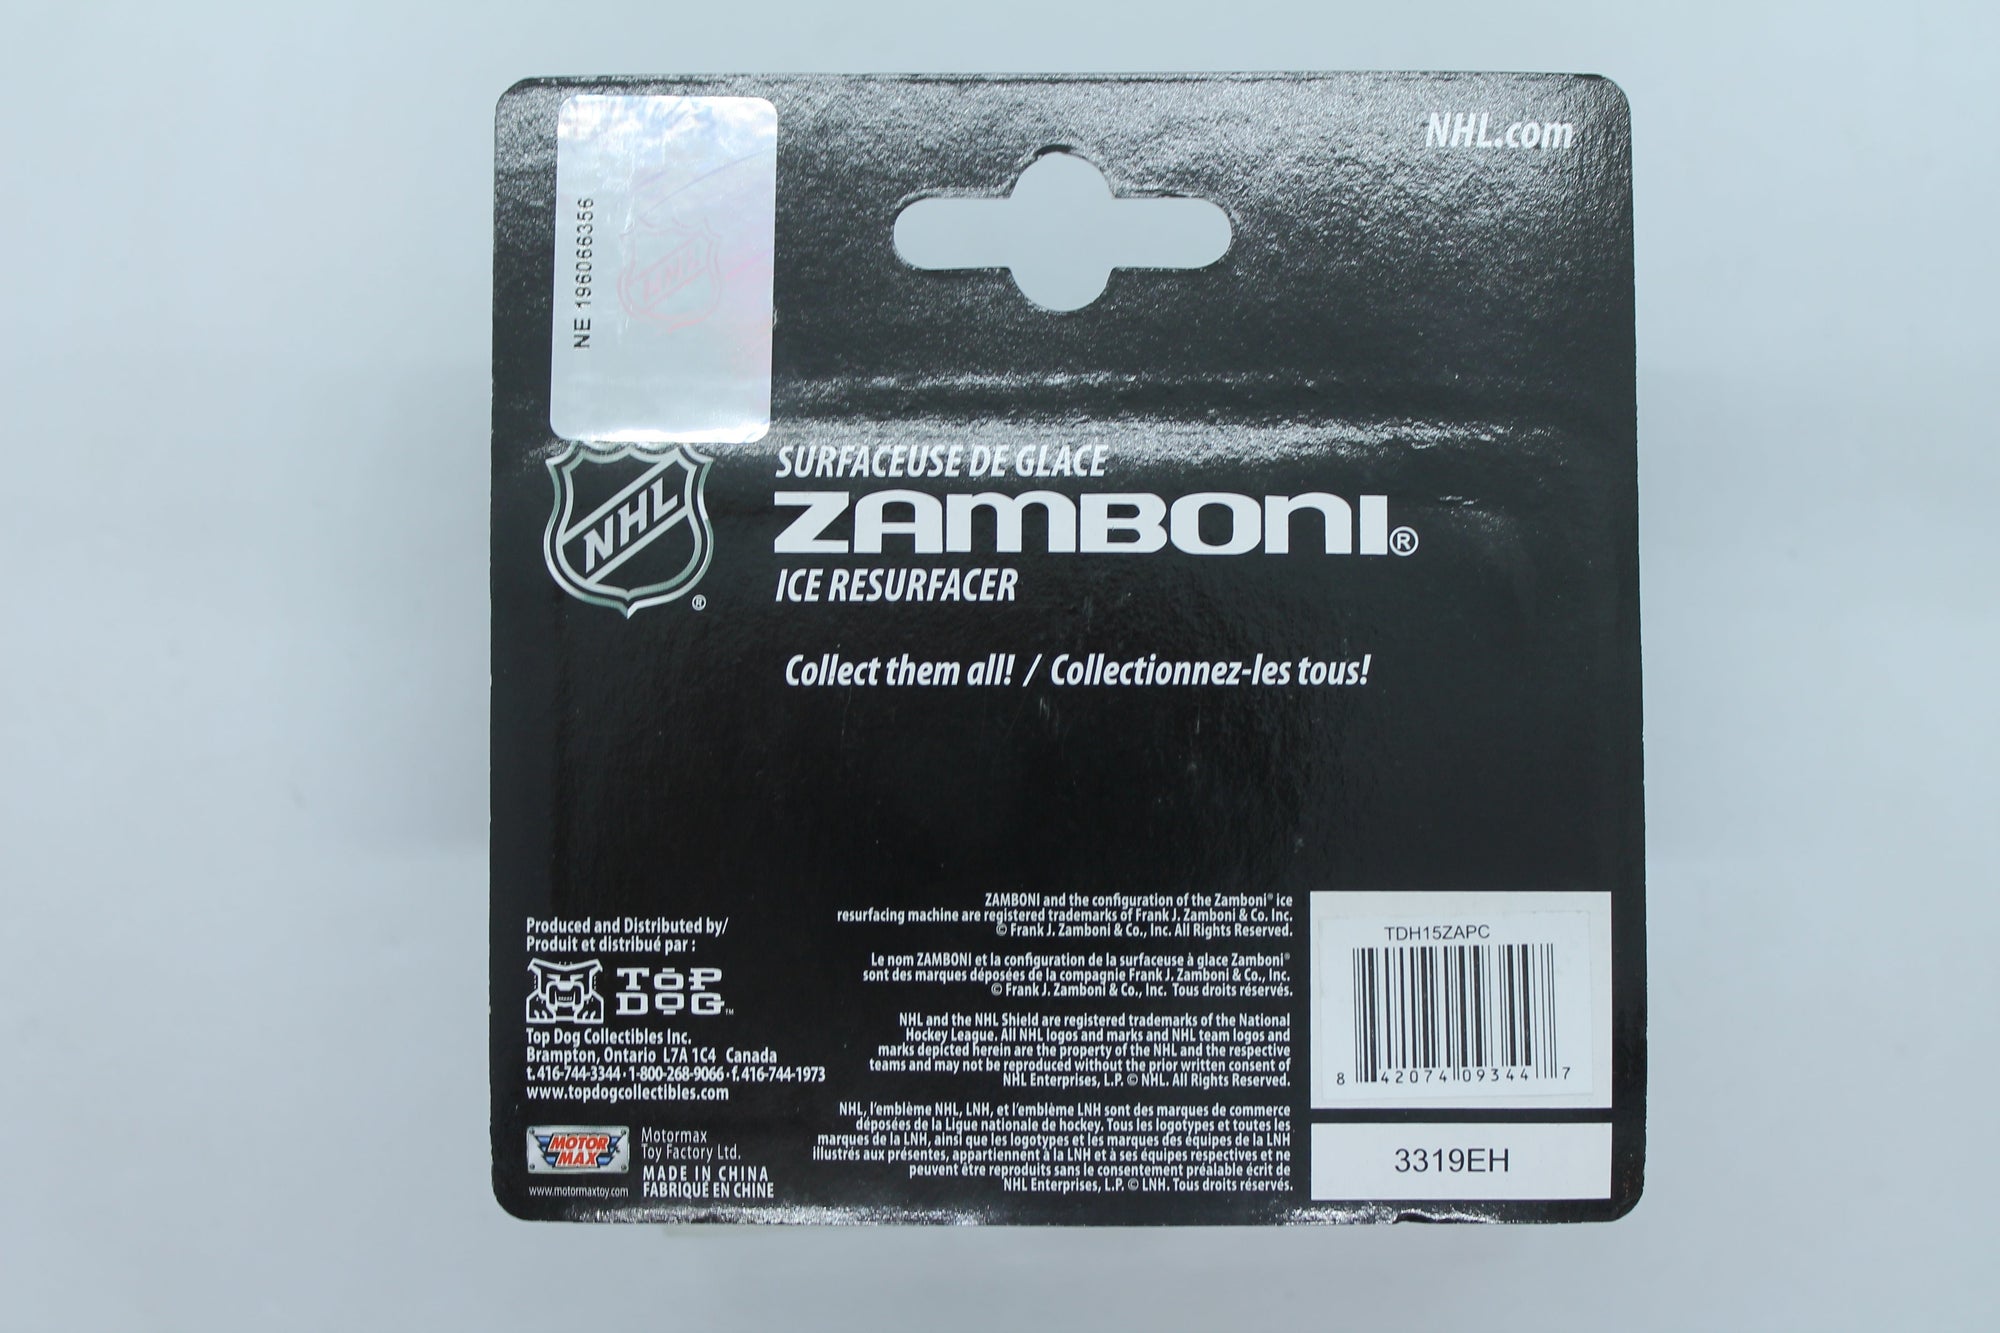 NHL.com
NE 196066356
NHL
NHL
®
SURFACEUSE DE GLACE
ZAMBONI®
ICE RESURFACER
Collect them all! / Collectionnez-les tous!
Produced and Distributed by/
Produit et distribué par :
TOP
DOG™
Top Dog Collectibles Inc.
Brampton, Ontario L7A 1C4 Canada
t. 416-744-3344 · 1-800-268-9066 · f. 416-744-1973
www.topdogcollectibles.com
MOTOR
MAX
www.motormaxtoy.com
Motormax
Toy Factory Ltd.
MADE IN CHINA
FABRIQUÉ EN CHINE
ZAMBONI and the configuration of the Zamboni® ice
resurfacing machine are registered trademarks of Frank J. Zamboni & Co. Inc.
© Frank J. Zamboni & Co., Inc. All Rights Reserved.
Le nom ZAMBONI et la configuration de la surfaceuse à glace Zamboni®
sont des marques déposées de la compagnie Frank J. Zamboni & Co., Inc.
© Frank J. Zamboni & Co., Inc. Tous droits réservés.
NHL and the NHL Shield are registered trademarks of the National
Hockey League. All NHL logos and marks and NHL team logos and
marks depicted herein are the property of the NHL and the respective
teams and may not be reproduced without the prior written consent of
NHL Enterprises, L.P. © NHL. All Rights Reserved.
NHL, l'emblème NHL, LNH, et l'emblème LNH sont des marques de commerce
déposées de la Ligue nationale de hockey. Tous les logotypes et toutes les
marques de la LNH, ainsi que les logotypes et les marques des équipes de la LNH
illustrés aux présentes, appartiennent à la LNH et à ses équipes respectives et ne
peuvent être reproduits sans le consentement préalable écrit de
NHL Enterprises, L.P. © LNH. Tous droits réservés.
TDH15ZAPC
8 42074 09344 7
3319EH